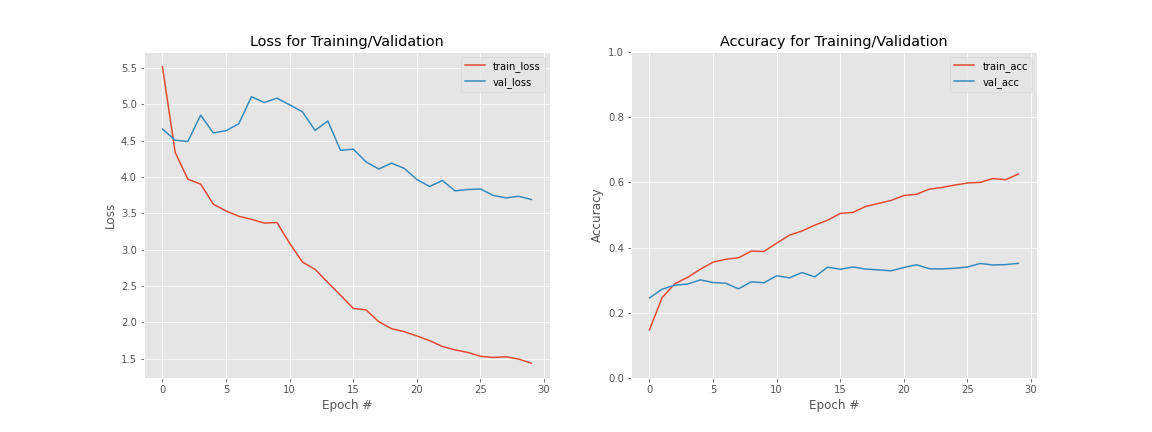 Loss for Training/Validation
train_loss
val_loss
5.5
5.0
4.5
4.0
3.5
3.0
2.5
2.0
1.5
Loss
0
5
10
15
20
25
30
Epoch #
Accuracy for Training/Validation
train_acc
val_acc
1.0
0.8
0.6
0.4
0.2
0.0
Accuracy
0
5
10
15
20
25
30
Epoch #